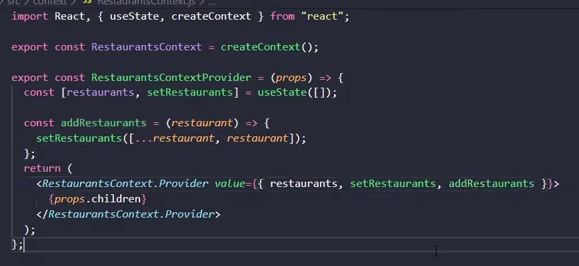 src > context > JS RestaurantsContext.js > ...
import React, { useState, createContext } from "react";
export const RestaurantsContext = createContext();
export const RestaurantsContextProvider = (props) => {
const [restaurants, setRestaurants] = useState([]);
const addRestaurants = (restaurant) => {
setRestaurants([...restaurant, restaurant]);
};
return (
<RestaurantsContext.Provider value={{ restaurants, setRestaurants, addRestaurants }}>
{props.children}
</RestaurantsContext.Provider>
);
};